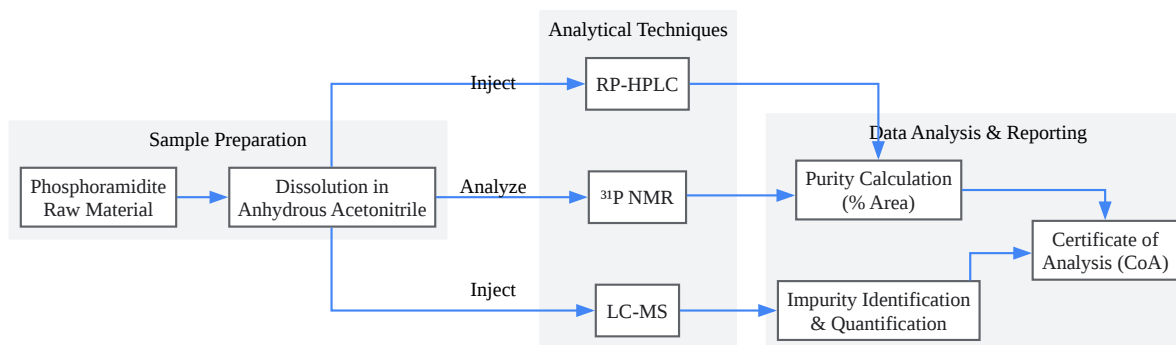 Analytical Techniques
Inject
RP-HPLC
Sample Preparation
Data Analysis & Reporting
Phosphoramidite
Raw Material
Dissolution in
Anhydrous Acetonitrile
Analyze
³¹P NMR
Purity Calculation
(% Area)
Certificate of
Analysis (CoA)
Inject
LC-MS
Impurity Identification
& Quantification